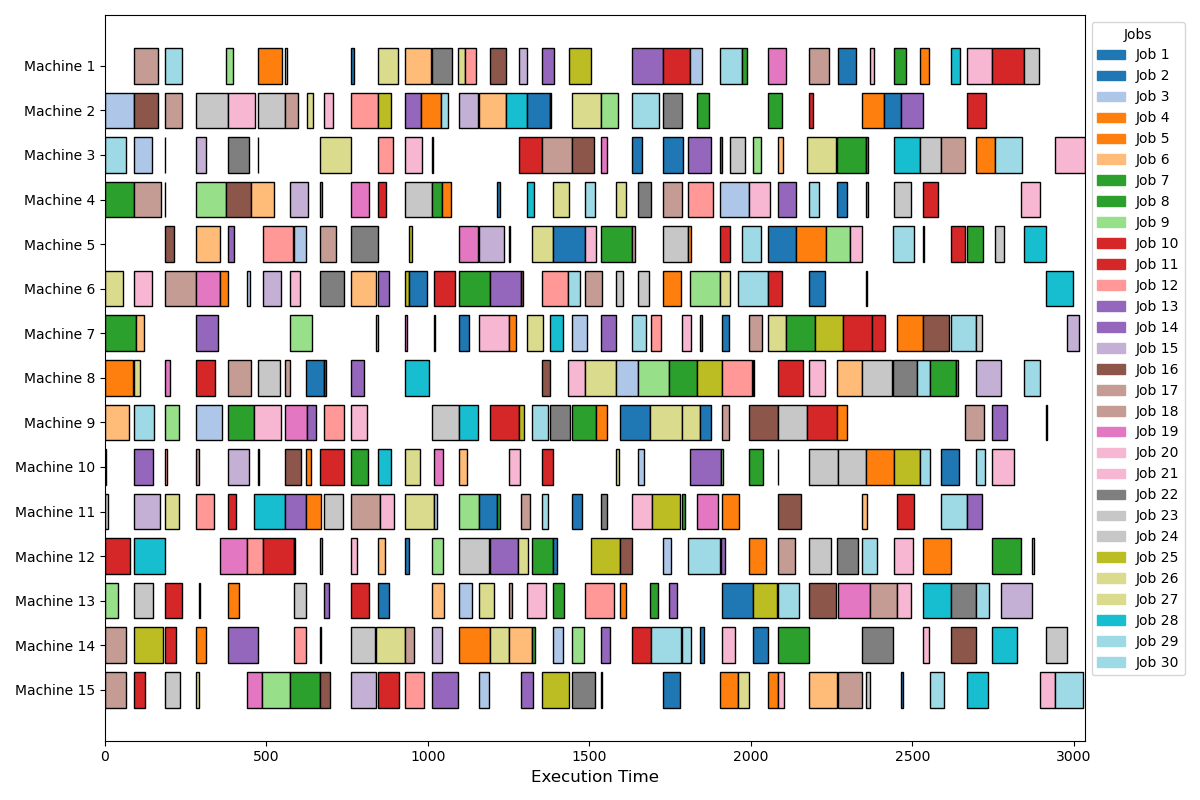 Machine 1
Machine 2
Machine 3
Machine 4
Machine 5
Machine 6
Machine 7
Machine 8
Machine 9
Machine 10
Machine 11
Machine 12
Machine 13
Machine 14
Machine 15
0 500 1000 1500 2000 2500 3000
Execution Time
Jobs
Job 1
Job 2
Job 3
Job 4
Job 5
Job 6
Job 7
Job 8
Job 9
Job 10
Job 11
Job 12
Job 13
Job 14
Job 15
Job 16
Job 17
Job 18
Job 19
Job 20
Job 21
Job 22
Job 23
Job 24
Job 25
Job 26
Job 27
Job 28
Job 29
Job 30